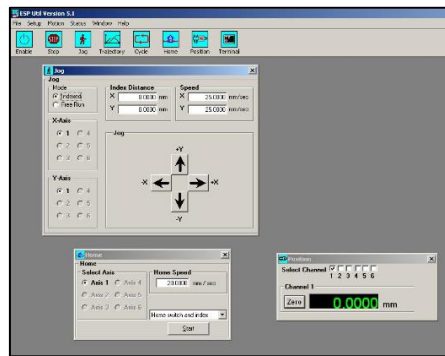 ESP Util Version 5.1
File Setup Motion Status Window Help
Enable Stop Jog Trajectory Cycle Home Position Terminal
Jog
Jog
Mode
Indexed
Free Run
Index Distance
X 0.0000 mm
Y 0.0000 mm
Speed
X 25.0000 mm/sec
Y 25.0000 mm/sec
X-Axis
1 4
2 5
3 6
Y-Axis
1 4
2 5
3 6
Jog
+Y
-X +X
-Y
Home
Home
Select Axis
Axis 1 Axis 4
Axis 2 Axis 5
Axis 3 Axis 6
Home Speed
20.0000 mm/sec
Home switch and index
Start
Position
Select Channel
1 2 3 4 5 6
Channel 1
Zero 0.0000 mm